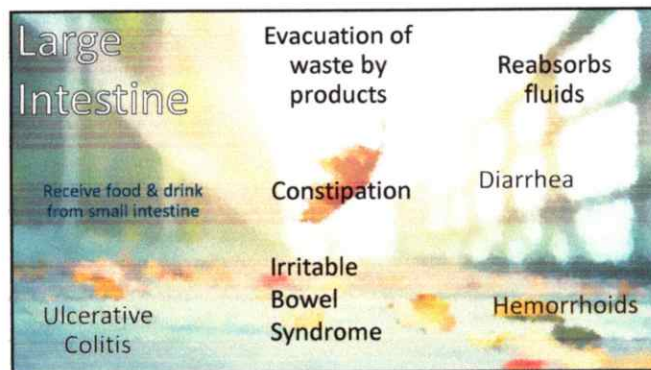 Large
Intestine
Evacuation of
waste by
products
Reabsorbs
fluids
Receive food & drink
from small intestine
Constipation
Diarrhea
Ulcerative
Colitis
Irritable
Bowel
Syndrome
Hemorrhoids